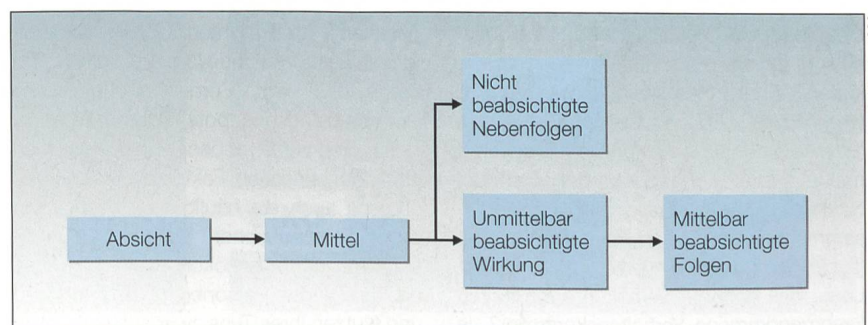 Nicht
beabsichtigte
Nebenfolgen
Absicht
Mittel
Unmittelbar
beabsichtigte
Wirkung
Mittelbar
beabsichtigte
Folgen